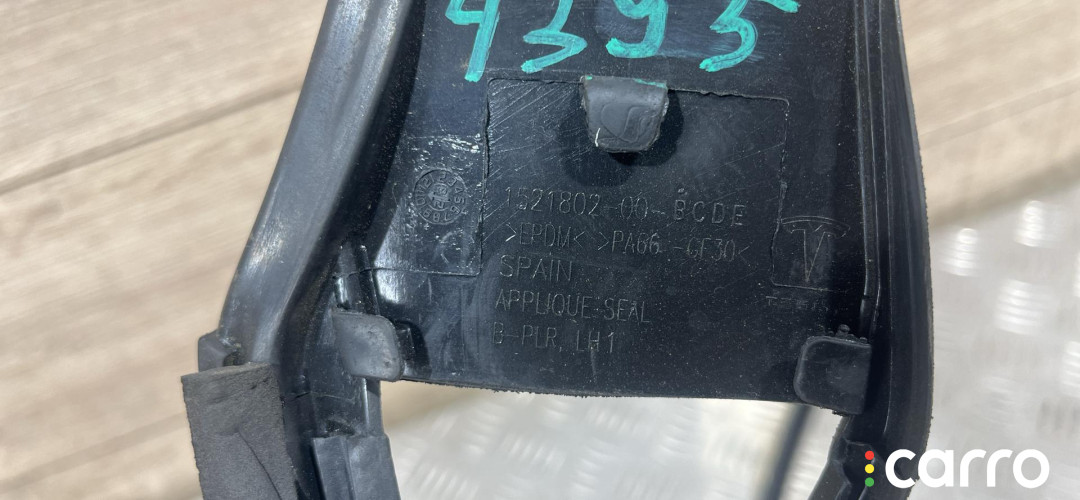 4395
1521802-00-BCDE
>EPDM< >PA66 -GF30<
SPAIN
APPLIQUE-SEAL
B-PLR, LH1
carro